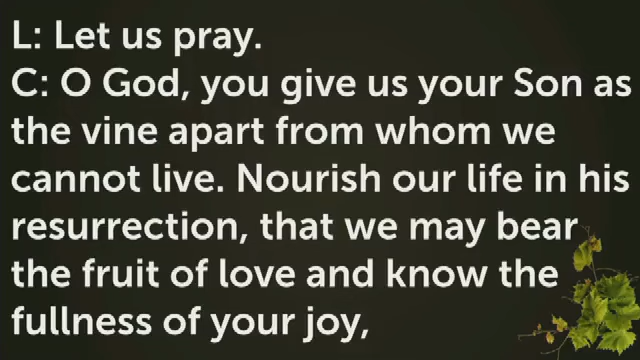 L: Let us pray.
C: O God, you give us your Son as
the vine apart from whom we
cannot live. Nourish our life in his
resurrection, that we may bear
the fruit of love and know the
fullness of your joy,